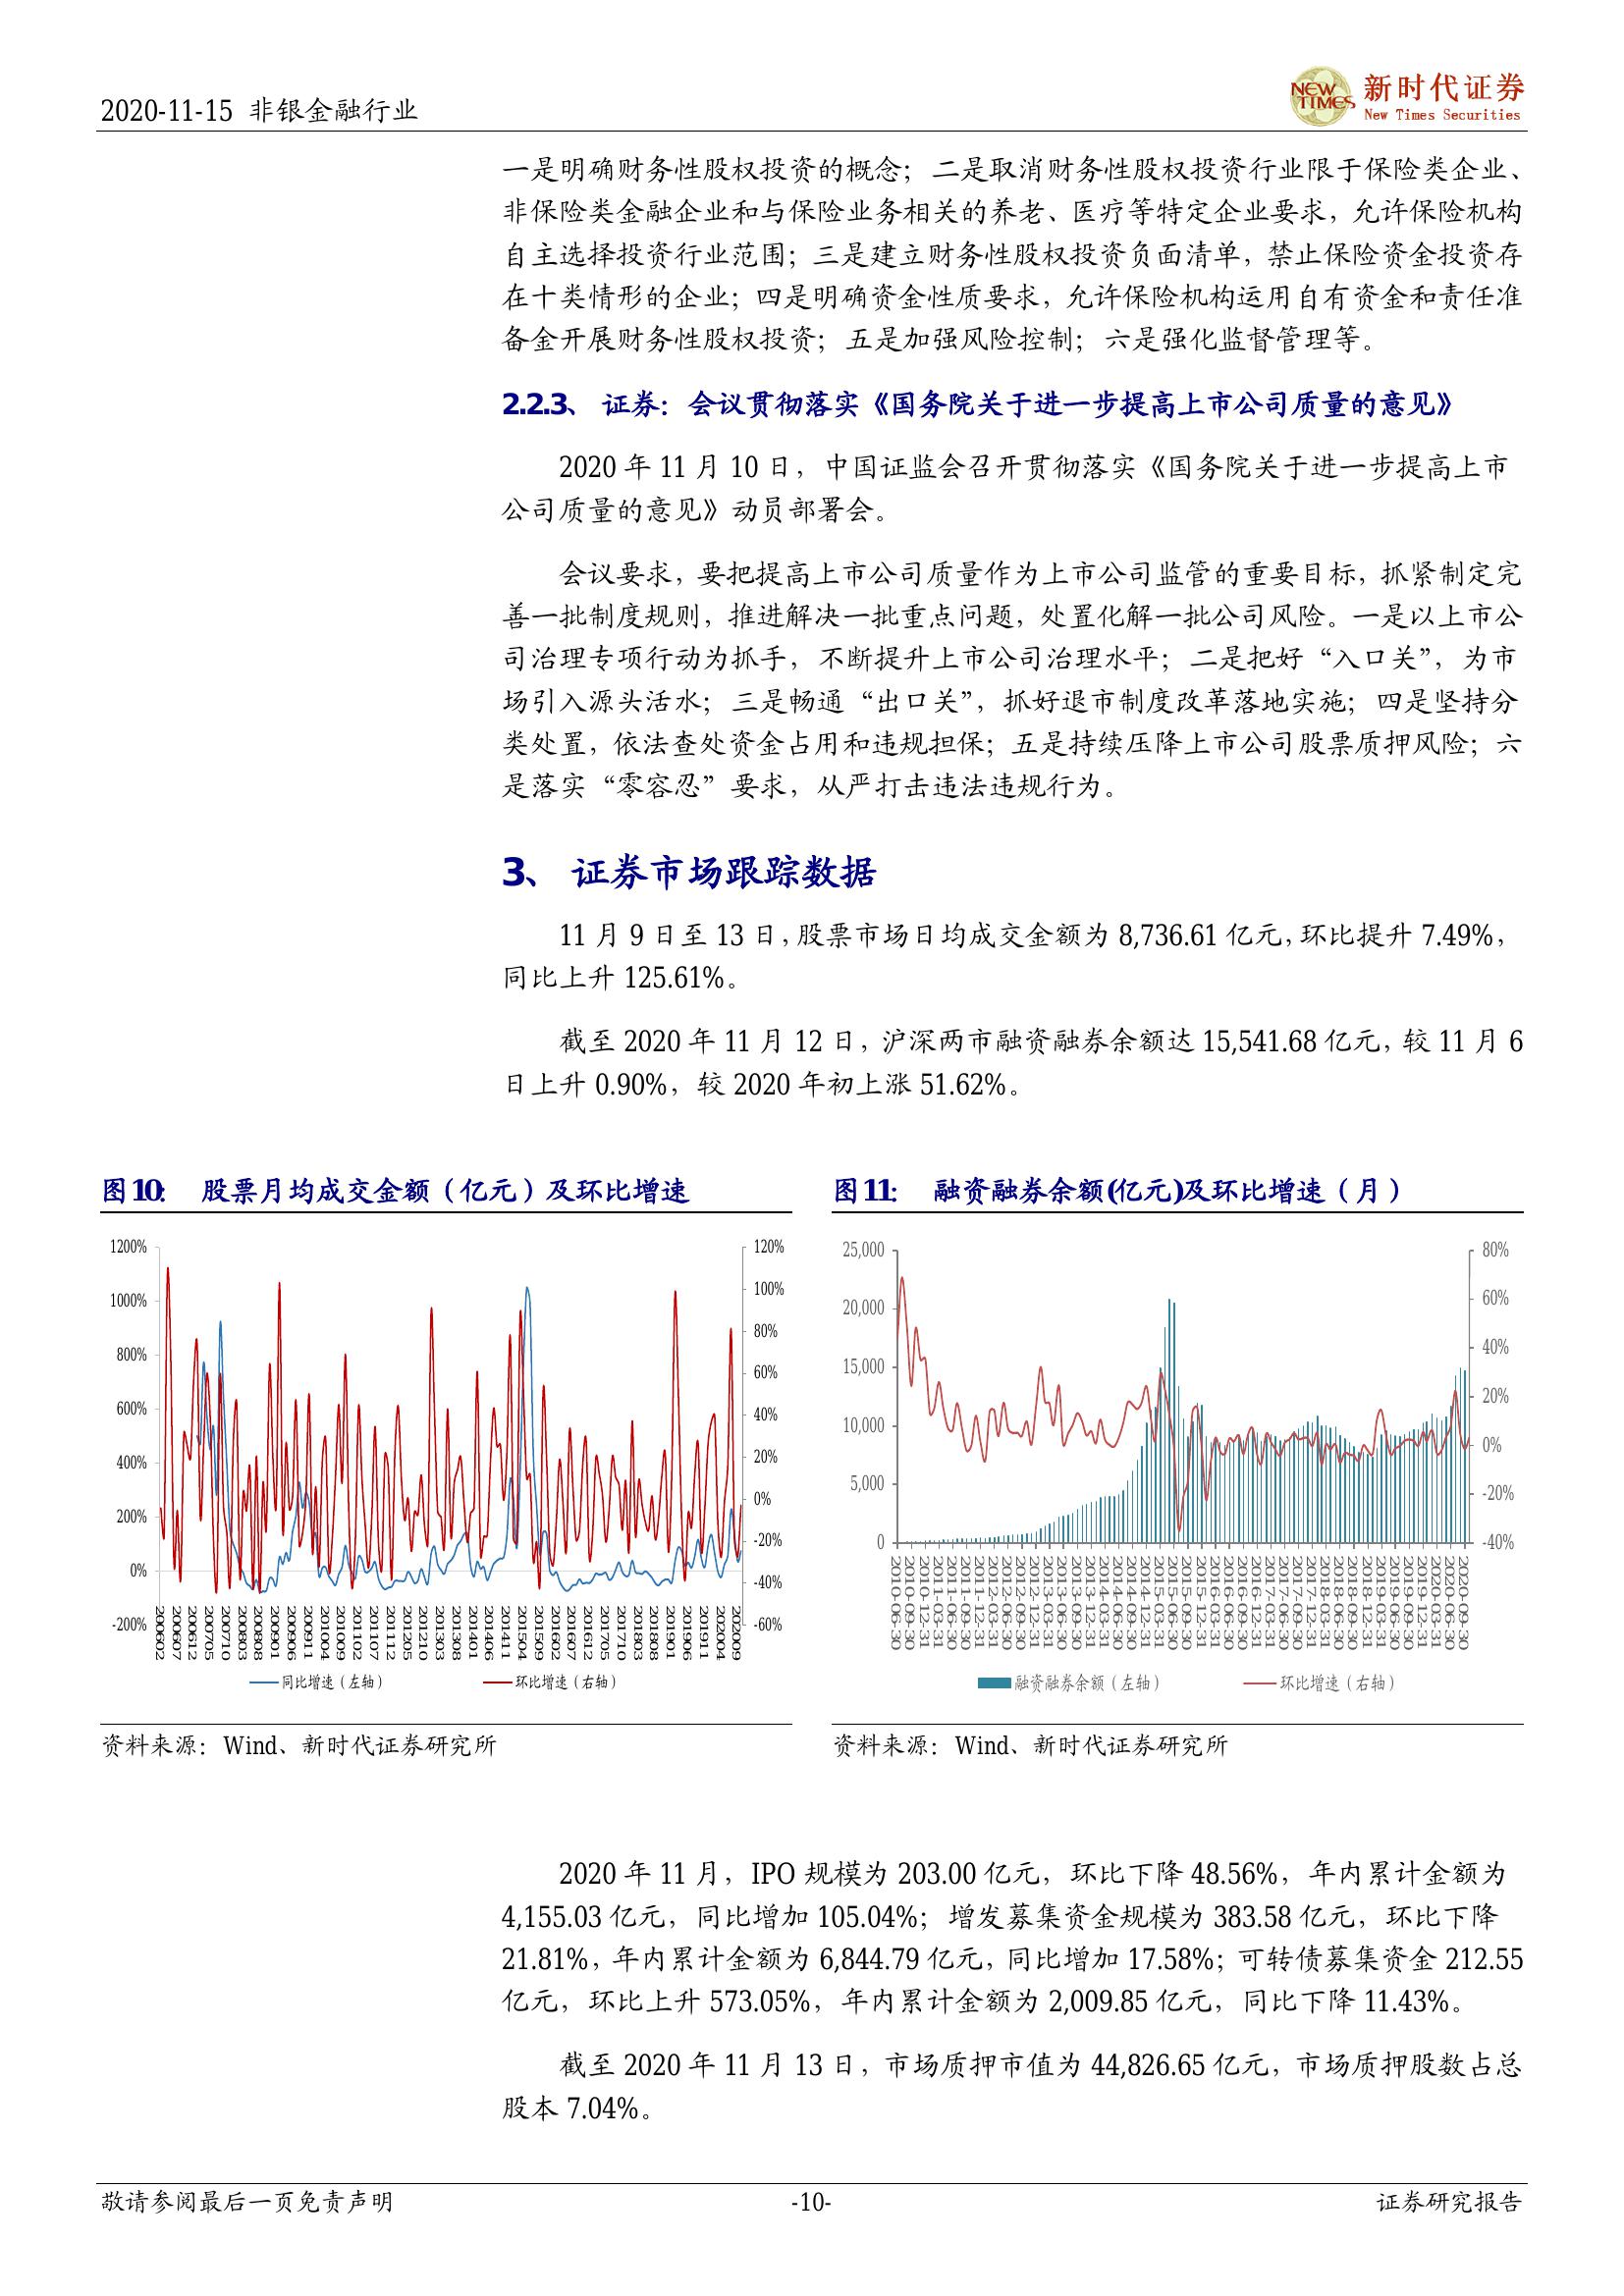 2020-11-15 非银金融行业
NEW TIMES
新时代证券
New Times Securities
一是明确财务性股权投资的概念；二是取消财务性股权投资行业限于保险类企业、
非保险类金融企业和与保险业务相关的养老、医疗等特定企业要求，允许保险机构
自主选择投资行业范围；三是建立财务性股权投资负面清单，禁止保险资金投资存
在十类情形的企业；四是明确资金性质要求，允许保险机构运用自有资金和责任准
备金开展财务性股权投资；五是加强风险控制；六是强化监督管理等。
2.2.3、 证券：会议贯彻落实《国务院关于进一步提高上市公司质量的意见》
2020 年 11 月 10 日，中国证监会召开贯彻落实《国务院关于进一步提高上市
公司质量的意见》动员部署会。
会议要求，要把提高上市公司质量作为上市公司监管的重要目标，抓紧制定完
善一批制度规则，推进解决一批重点问题，处置化解一批公司风险。一是以上市公
司治理专项行动为抓手，不断提升上市公司治理水平；二是把好“入口关”，为市
场引入源头活水；三是畅通“出口关”，抓好退市制度改革落地实施；四是坚持分
类处置，依法查处资金占用和违规担保；五是持续压降上市公司股票质押风险；六
是落实“零容忍”要求，从严打击违法违规行为。
3、 证券市场跟踪数据
11 月 9 日至 13 日，股票市场日均成交金额为 8,736.61 亿元，环比提升 7.49%，
同比上升 125.61%。
截至 2020 年 11 月 12 日，沪深两市融资融券余额达 15,541.68 亿元，较 11 月 6
日上升 0.90%，较 2020 年初上涨 51.62%。
图10： 股票月均成交金额（亿元）及环比增速
1200%
1000%
800%
600%
400%
200%
0%
-200%
120%
100%
80%
60%
40%
20%
0%
-20%
-40%
-60%
200602
200607
200612
200705
200710
200803
200808
200901
200906
200911
201004
201009
201102
201107
201112
201205
201210
201303
201308
201401
201406
201411
201504
201509
201602
201607
201612
201705
201710
201803
201808
201901
201906
201911
202004
202009
同比增速（左轴）
环比增速（右轴）
资料来源：Wind、新时代证券研究所
图11： 融资融券余额(亿元)及环比增速（月）
25,000
20,000
15,000
10,000
5,000
0
80%
60%
40%
20%
0%
-20%
-40%
2010-06-30
2010-09-30
2010-12-31
2011-03-31
2011-06-30
2011-09-30
2011-12-31
2012-03-31
2012-06-30
2012-09-30
2012-12-31
2013-03-31
2013-06-30
2013-09-30
2013-12-31
2014-03-31
2014-06-30
2014-09-30
2014-12-31
2015-03-31
2015-06-30
2015-09-30
2015-12-31
2016-03-31
2016-06-30
2016-09-30
2016-12-31
2017-03-31
2017-06-30
2017-09-30
2017-12-31
2018-03-31
2018-06-30
2018-09-30
2018-12-31
2019-03-31
2019-06-30
2019-09-30
2019-12-31
2020-03-31
2020-06-30
2020-09-30
融资融券余额（左轴）
环比增速（右轴）
资料来源：Wind、新时代证券研究所
2020 年 11 月，IPO 规模为 203.00 亿元，环比下降 48.56%，年内累计金额为
4,155.03 亿元，同比增加 105.04%；增发募集资金规模为 383.58 亿元，环比下降
21.81%，年内累计金额为 6,844.79 亿元，同比增加 17.58%；可转债募集资金 212.55
亿元，环比上升 573.05%，年内累计金额为 2,009.85 亿元，同比下降 11.43%。
截至 2020 年 11 月 13 日，市场质押市值为 44,826.65 亿元，市场质押股数占总
股本 7.04%。
敬请参阅最后一页免责声明
-10-
证券研究报告